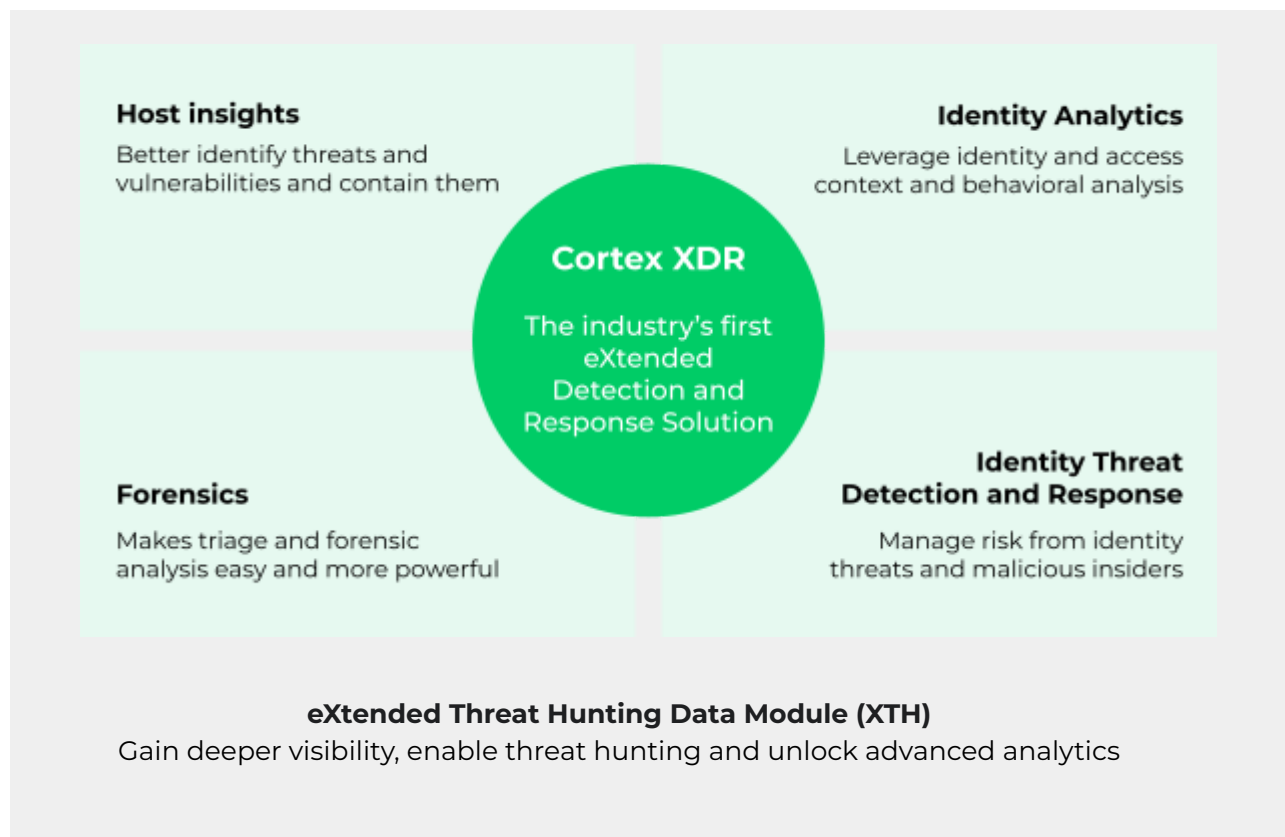 Host insights
Better identify threats and
vulnerabilities and contain them
Identity Analytics
Leverage identity and access
context and behavioral analysis
Cortex XDR
The industry’s first
eXtended
Detection and
Response Solution
Forensics
Makes triage and forensic
analysis easy and more powerful
Identity Threat
Detection and Response
Manage risk from identity
threats and malicious insiders
eXtended Threat Hunting Data Module (XTH)
Gain deeper visibility, enable threat hunting and unlock advanced analytics